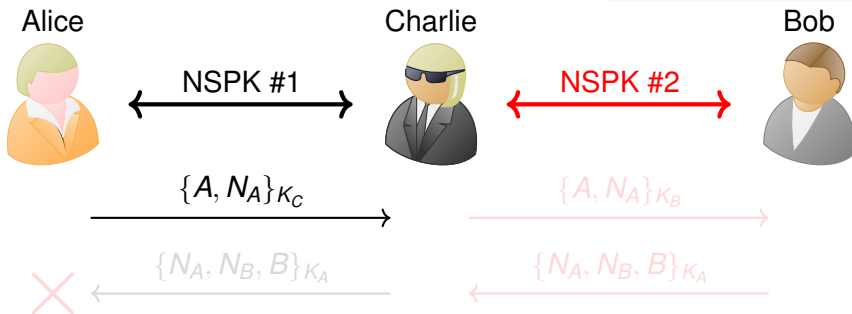 Alice Charlie Bob
NSPK #1 NSPK #2
{A, N_A}_{K_C} {A, N_A}_{K_B}
{N_A, N_B, B}_{K_A} {N_A, N_B, B}_{K_A}